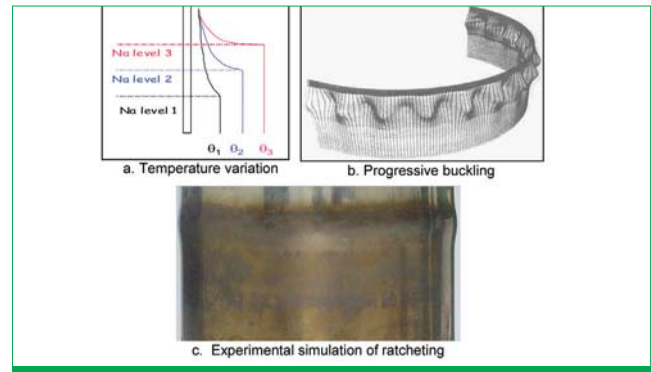 Na level 3
Na level 2
Na level 1
θ1 θ2 θ3
a. Temperature variation
b. Progressive buckling
c. Experimental simulation of ratcheting